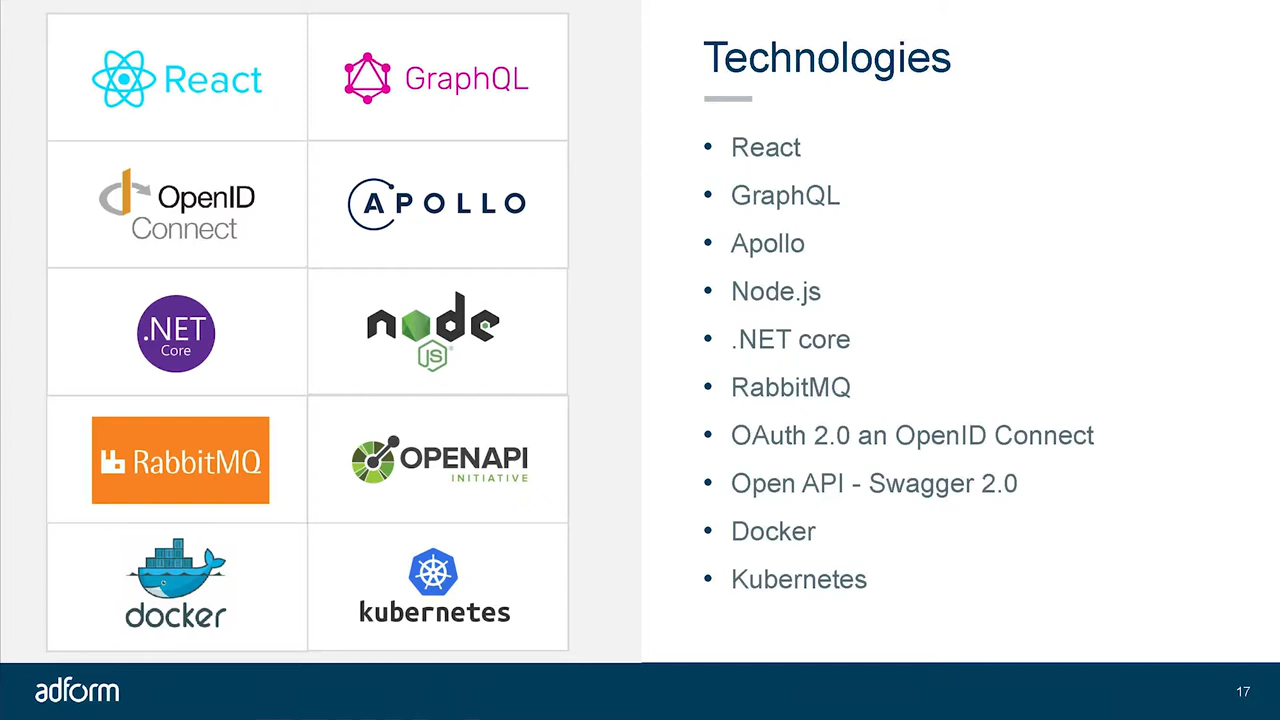 React
GraphQL
OpenID
Connect
APOLLO
.NET
Core
node
JS
RabbitMQ
OPENAPI
INITIATIVE
docker
kubernetes
Technologies
• React
• GraphQL
• Apollo
• Node.js
• .NET core
• RabbitMQ
• OAuth 2.0 an OpenID Connect
• Open API - Swagger 2.0
• Docker
• Kubernetes
adform
17